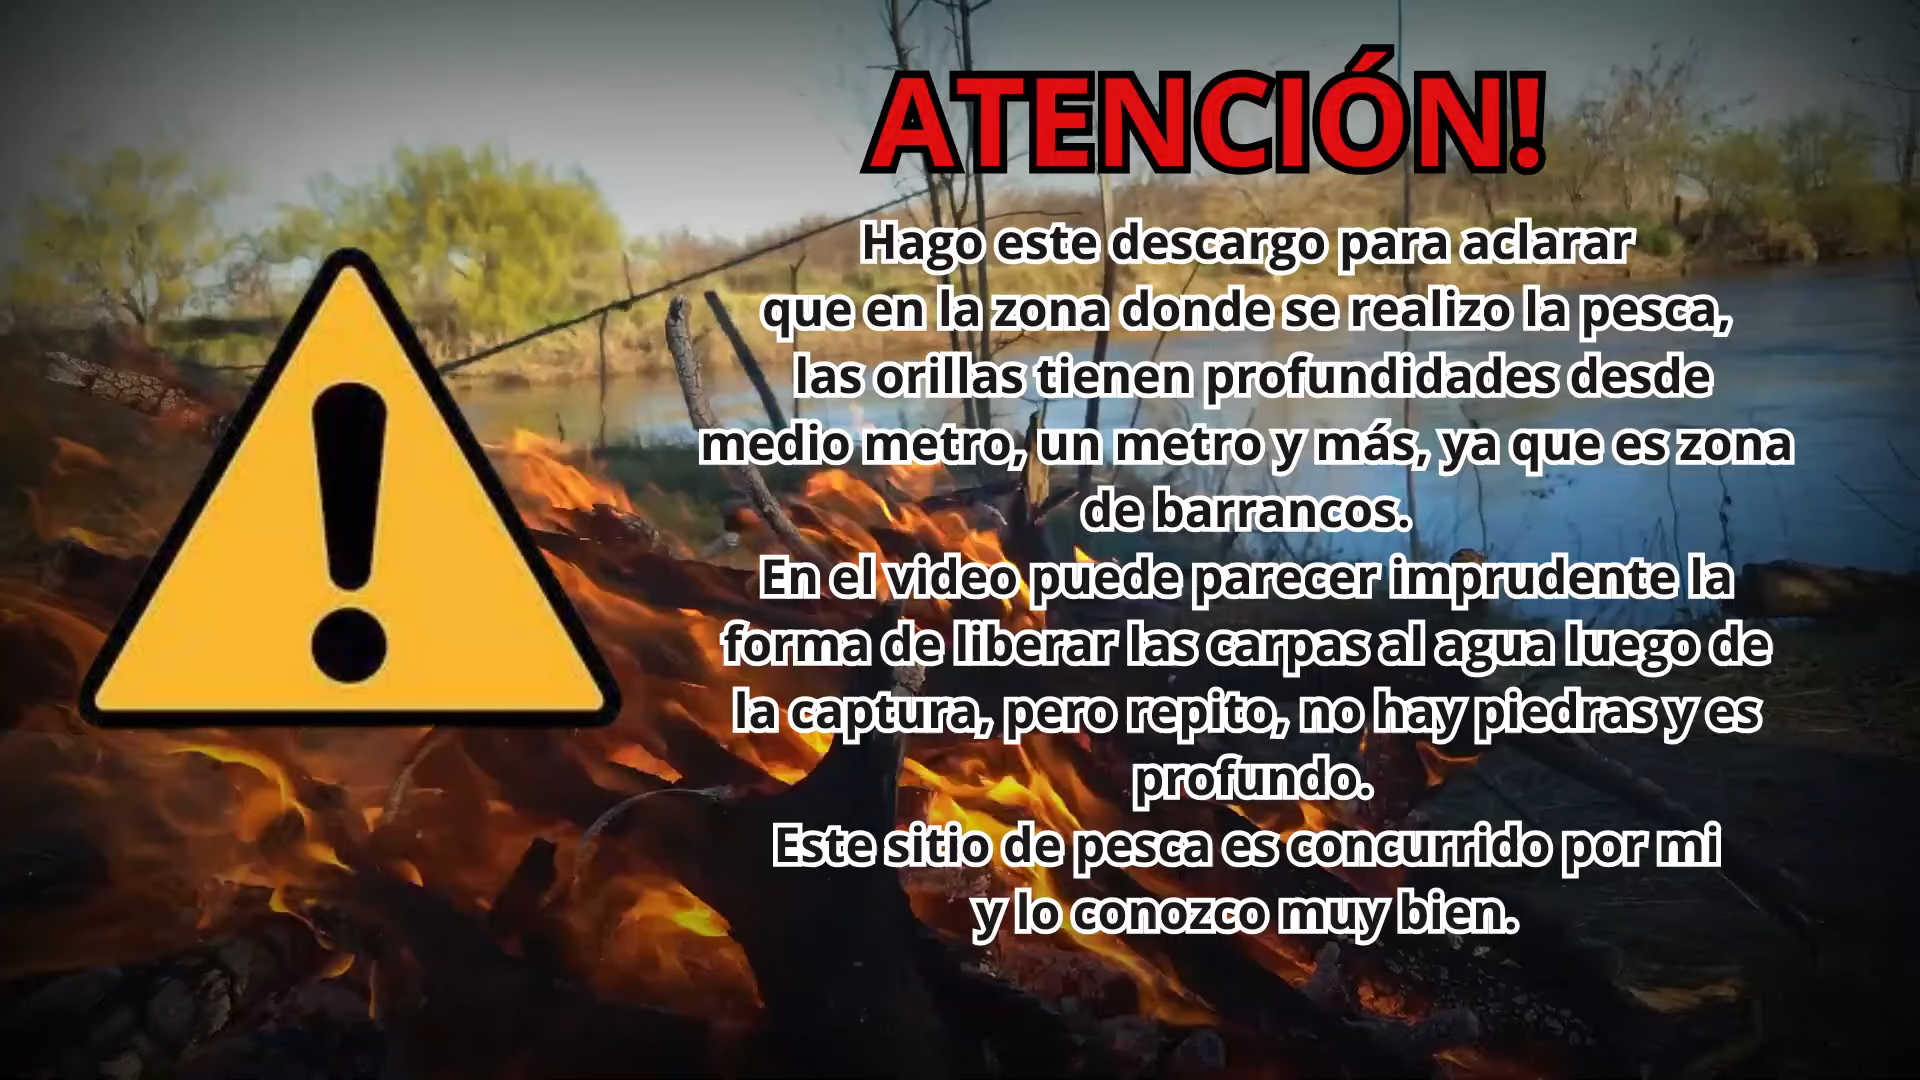 ATENCIÓN!
Hago este descargo para aclarar
que en la zona donde se realizo la pesca,
las orillas tienen profundidades desde
medio metro, un metro y más, ya que es zona
de barrancos.
En el video puede parecer imprudente la
forma de liberar las carpas al agua luego de
la captura, pero repito, no hay piedras y es
profundo.
Este sitio de pesca es concurrido por mi
y lo conozco muy bien.